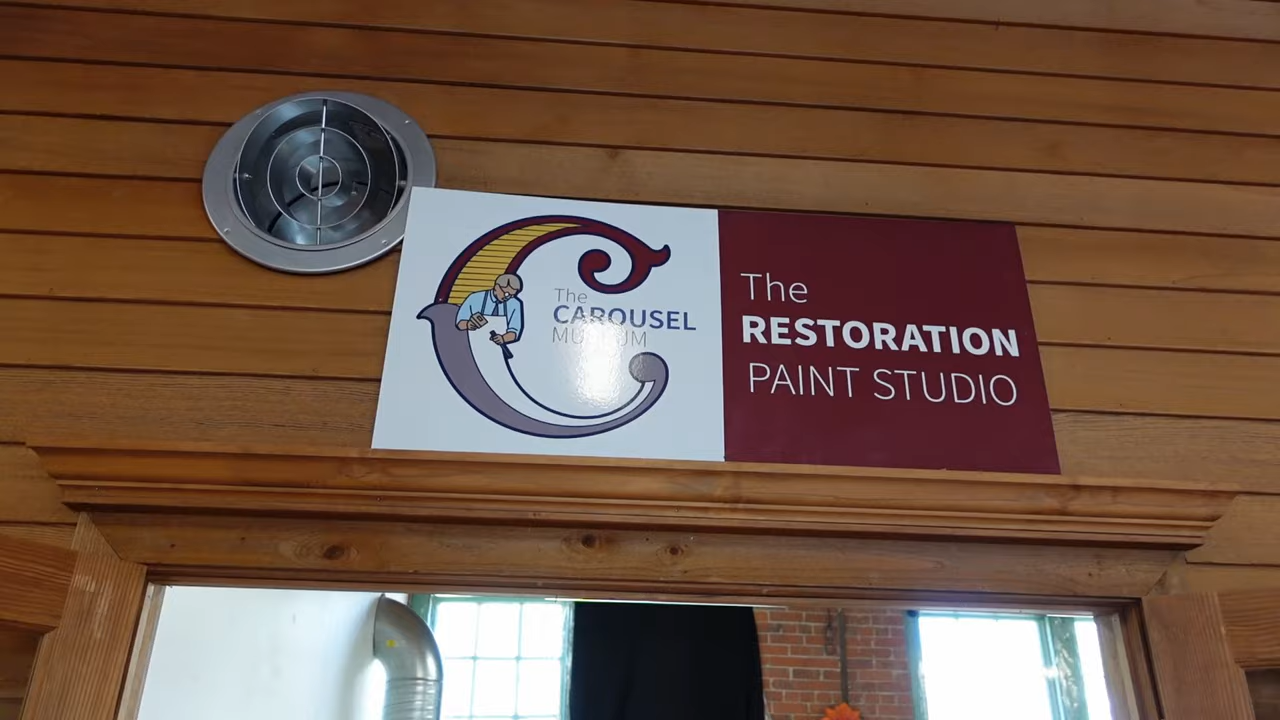 The
CAROUSEL
MUSEUM
The
RESTORATION
PAINT STUDIO